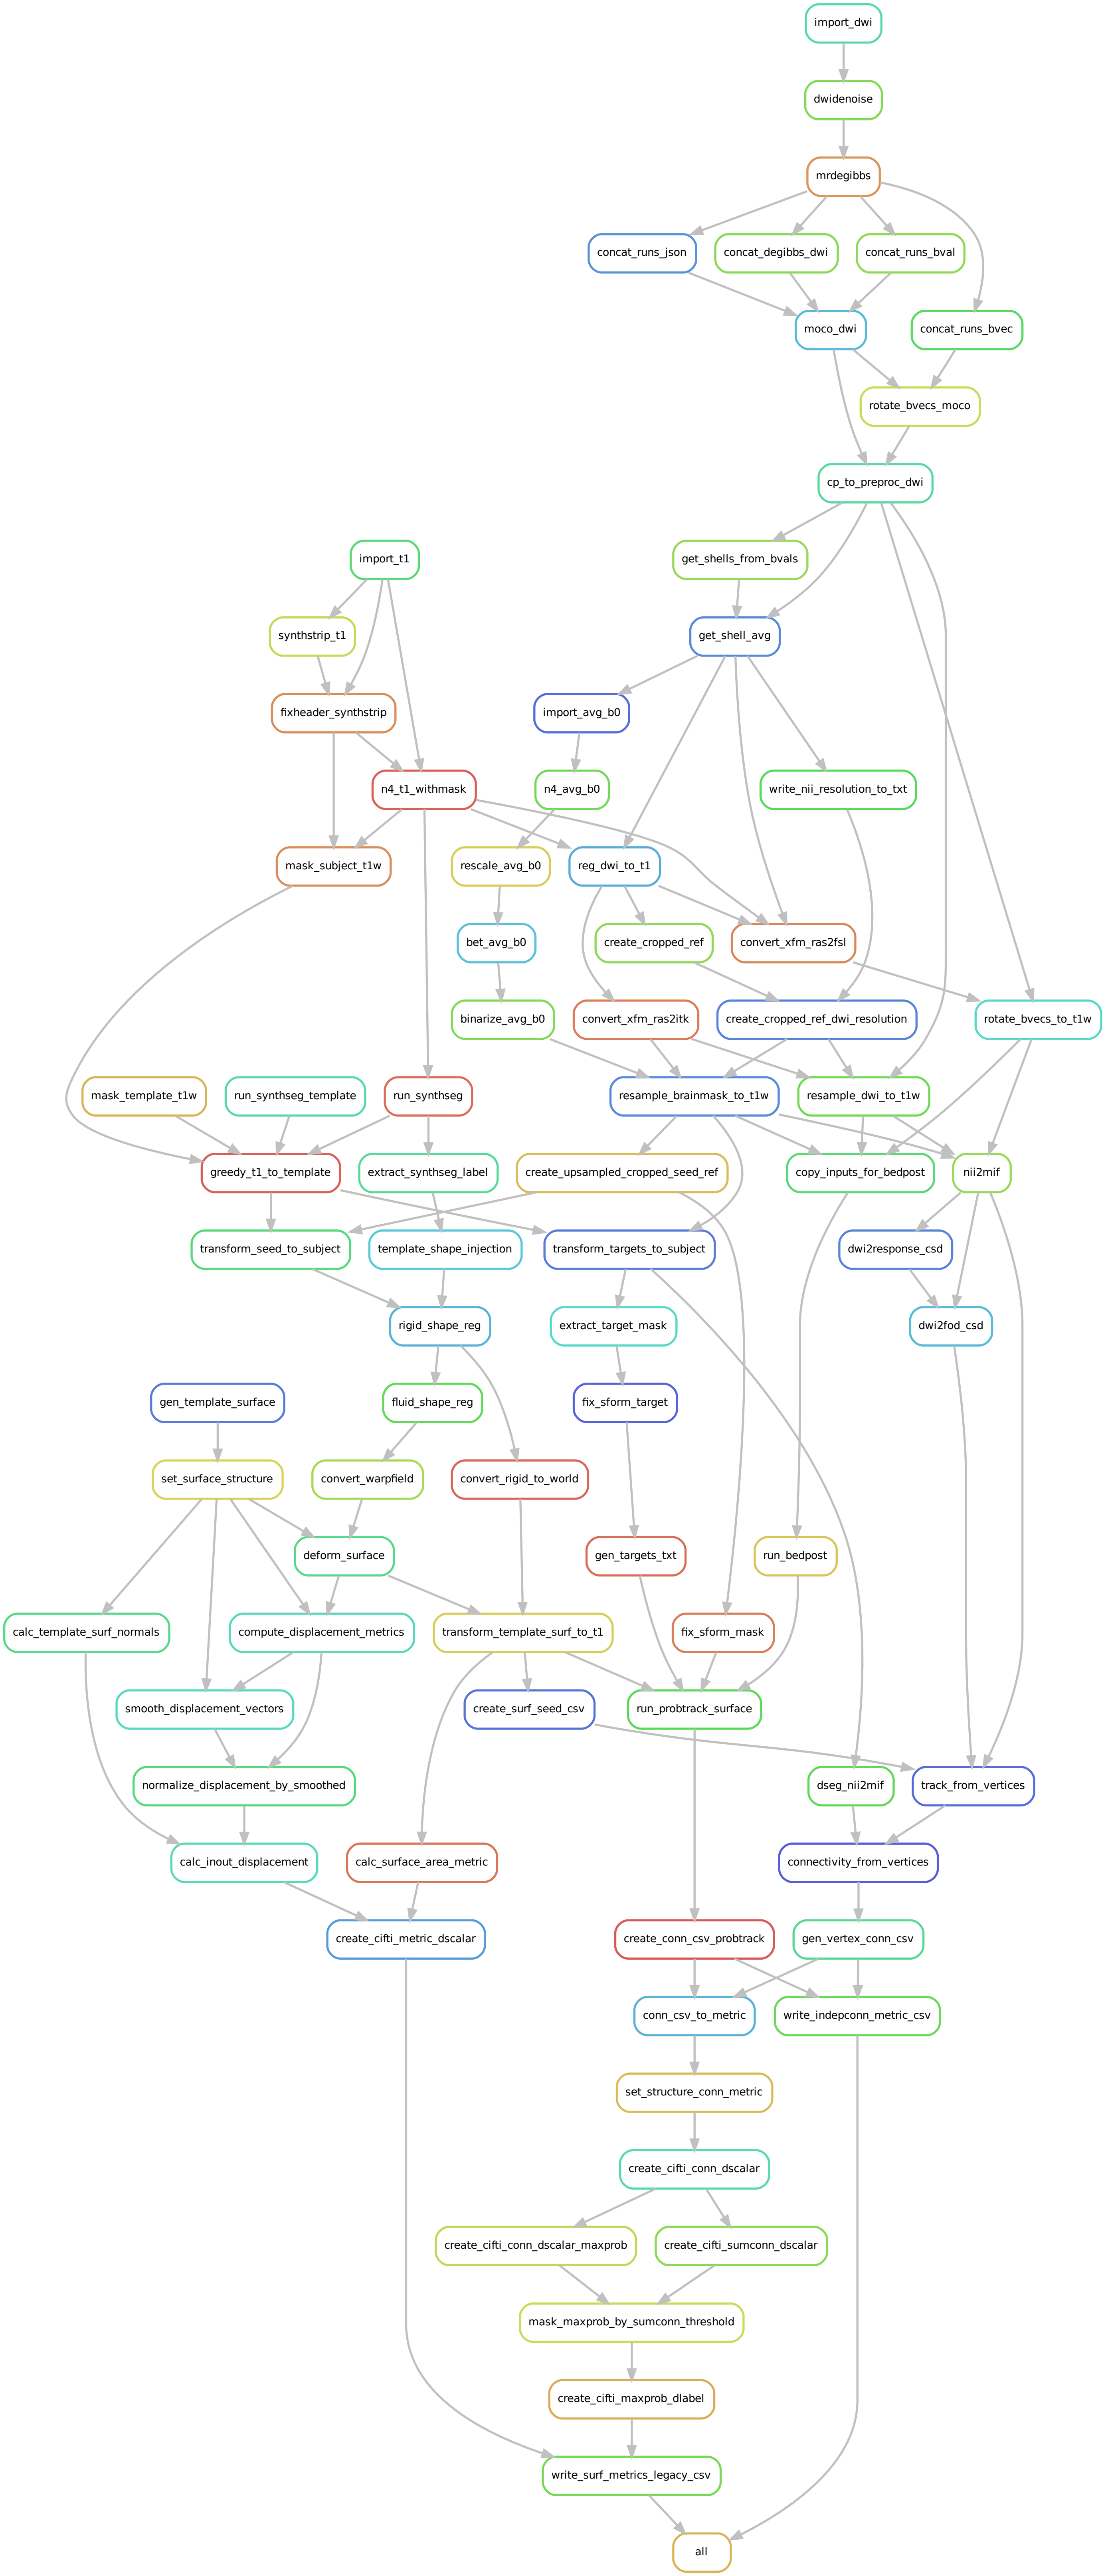 import_dwi
dwidenoise
mrdegibbs
concat_runs_json
concat_degibbs_dwi
concat_runs_bval
moco_dwi
concat_runs_bvec
rotate_bvecs_moco
cp_to_preproc_dwi
import_t1
get_shells_from_bvals
synthstrip_t1
get_shell_avg
fixheader_synthstrip
import_avg_b0
n4_t1_withmask
n4_avg_b0
write_nii_resolution_to_txt
mask_subject_t1w
rescale_avg_b0
reg_dwi_to_t1
bet_avg_b0
create_cropped_ref
convert_xfm_ras2fsl
binarize_avg_b0
convert_xfm_ras2itk
create_cropped_ref_dwi_resolution
rotate_bvecs_to_t1w
mask_template_t1w
run_synthseg_template
run_synthseg
resample_brainmask_to_t1w
resample_dwi_to_t1w
greedy_t1_to_template
extract_synthseg_label
create_upsampled_cropped_seed_ref
copy_inputs_for_bedpost
nii2mif
transform_seed_to_subject
template_shape_injection
transform_targets_to_subject
dwi2response_csd
rigid_shape_reg
extract_target_mask
dwi2fod_csd
gen_template_surface
fluid_shape_reg
fix_sform_target
set_surface_structure
convert_warpfield
convert_rigid_to_world
deform_surface
gen_targets_txt
run_bedpost
calc_template_surf_normals
compute_displacement_metrics
transform_template_surf_to_t1
fix_sform_mask
smooth_displacement_vectors
create_surf_seed_csv
run_probtrack_surface
normalize_displacement_by_smoothed
dseg_nii2mif
track_from_vertices
calc_inout_displacement
calc_surface_area_metric
connectivity_from_vertices
create_cifti_metric_dscalar
create_conn_csv_probtrack
gen_vertex_conn_csv
conn_csv_to_metric
write_indepconn_metric_csv
set_structure_conn_metric
create_cifti_conn_dscalar
create_cifti_conn_dscalar_maxprob
create_cifti_sumconn_dscalar
mask_maxprob_by_sumconn_threshold
create_cifti_maxprob_dlabel
write_surf_metrics_legacy_csv
all